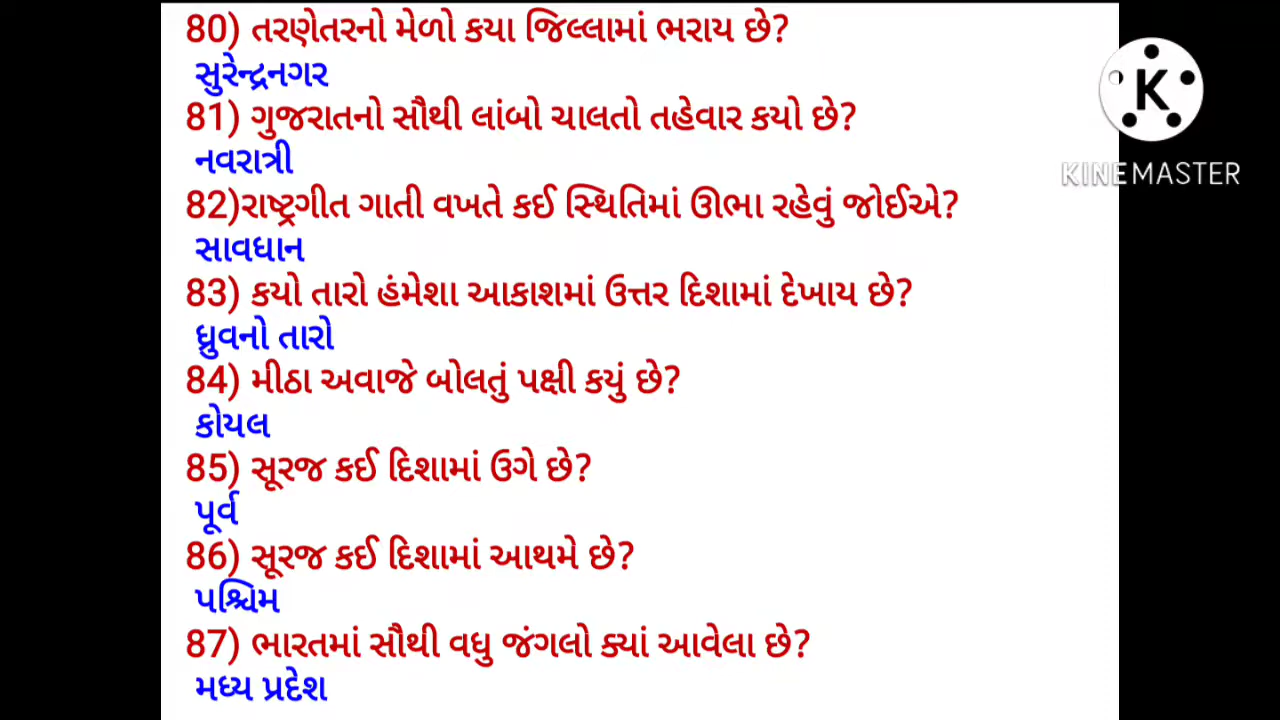 80) તરણેતરનો મેળો કયા જિલ્લામાં ભરાય છે?
સુરેન્દ્રનગર
81) ગુજરાતનો સૌથી લાંબો ચાલતો તહેવાર કયો છે?
નવરાત્રી
82)રાષ્ટ્રગીત ગાતી વખતે કઈ સ્થિતિમાં ઊભા રહેવું જોઈએ?
સાવધાન
83) કયો તારો હંમેશા આકાશમાં ઉત્તર દિશામાં દેખાય છે?
ધ્રુવનો તારો
84) મીઠા અવાજે બોલતું પક્ષી કયું છે?
કોયલ
85) સૂરજ કઈ દિશામાં ઉગે છે?
પૂર્વ
86) સૂરજ કઈ દિશામાં આથમે છે?
પશ્ચિમ
87) ભારતમાં સૌથી વધુ જંગલો ક્યાં આવેલા છે?
મધ્ય પ્રદેશ
K
KINEMASTER